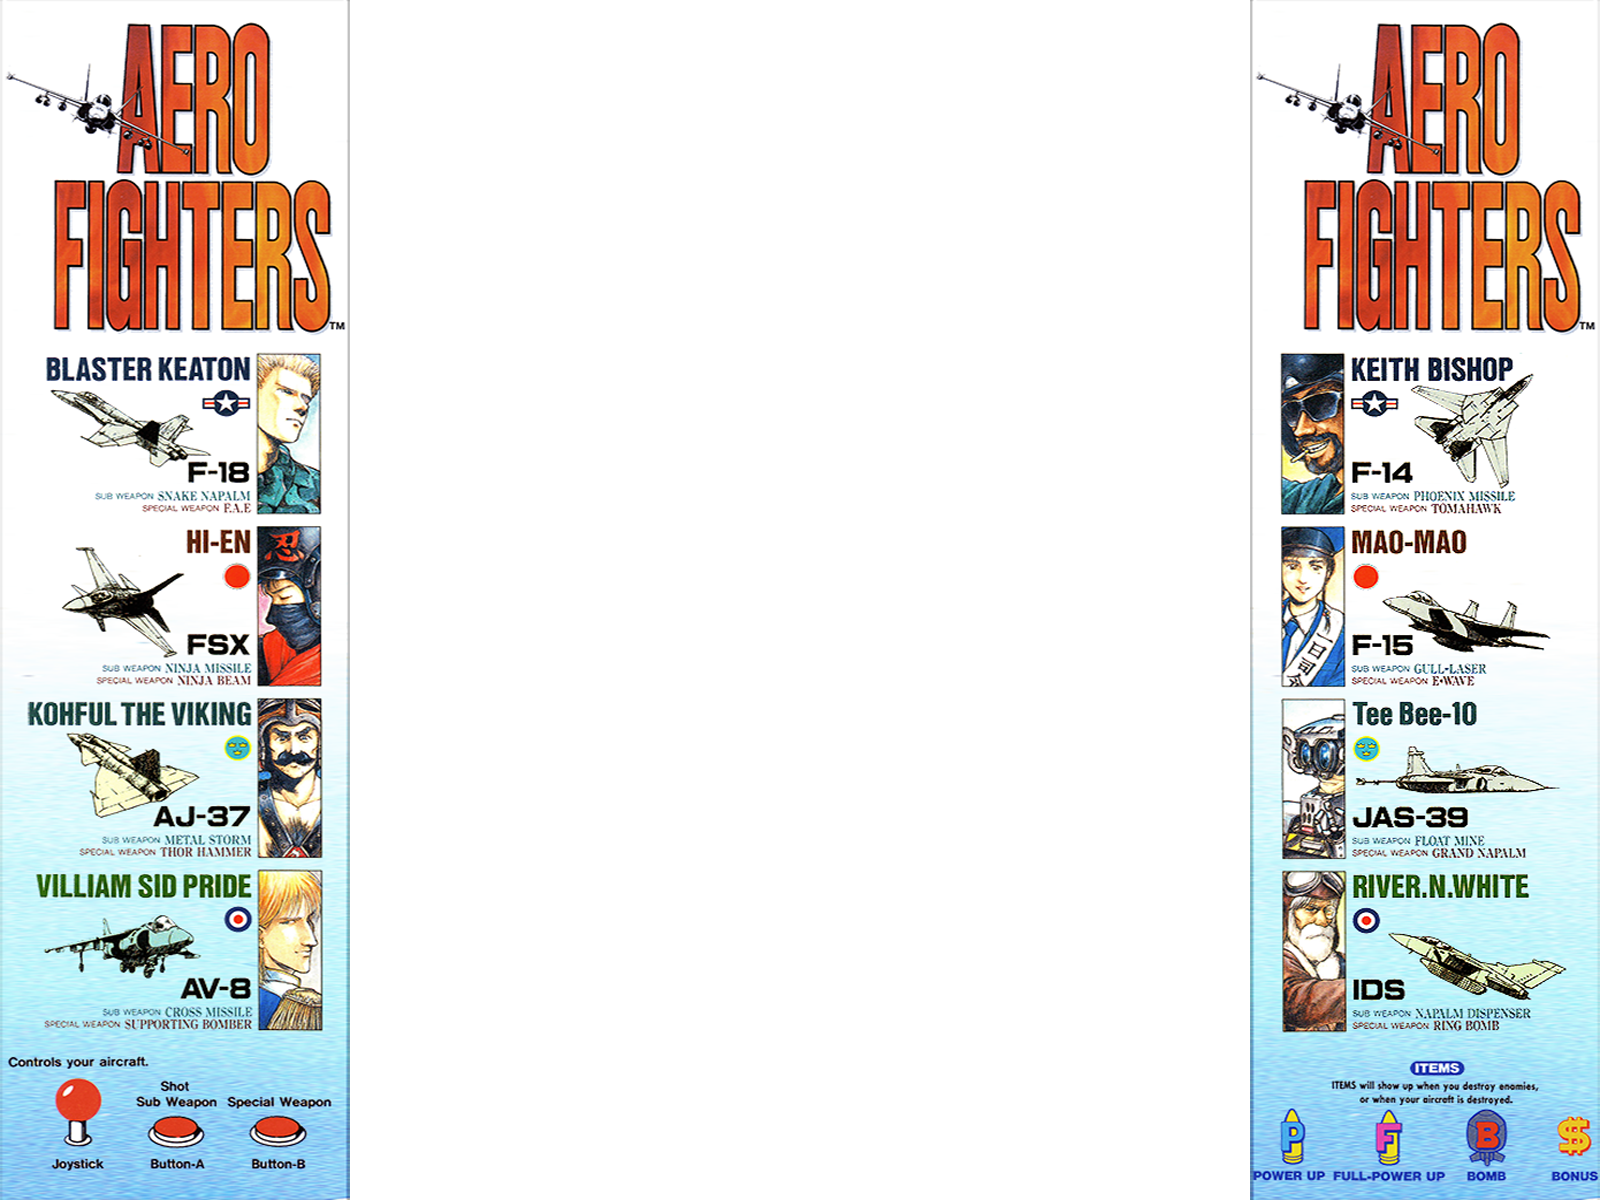 AERO
FIGHTERS
TM
BLASTER KEATON
F-18
SUB WEAPON SNAKE NAPALM
SPECIAL WEAPON F.A.E
HI-EN
FSX
SUB WEAPON NINJA MISSILE
SPECIAL WEAPON NINJA BEAM
KOHFUL THE VIKING
AJ-37
SUB WEAPON METAL STORM
SPECIAL WEAPON THOR HAMMER
VILLIAM SID PRIDE
AV-8
SUB WEAPON CROSS MISSILE
SPECIAL WEAPON SUPPORTING BOMBER
Controls your aircraft.
Shot
Sub Weapon Special Weapon
Joystick Button-A Button-B
AERO
FIGHTERS
TM
KEITH BISHOP
F-14
SUB WEAPON PHOENIX MISSILE
SPECIAL WEAPON TOMAHAWK
MAO-MAO
F-15
一日司令
SUB WEAPON GULL-LASER
SPECIAL WEAPON E•WAVE
Tee Bee-10
JAS-39
SUB WEAPON FLOAT MINE
SPECIAL WEAPON GRAND NAPALM
RIVER.N.WHITE
IDS
SUB WEAPON NAPALM DISPENSER
SPECIAL WEAPON RING BOMB
ITEMS
ITEMS will show up when you destroy enemies,
or when your aircraft is destroyed.
P F B $
POWER UP FULL-POWER UP BOMB BONUS